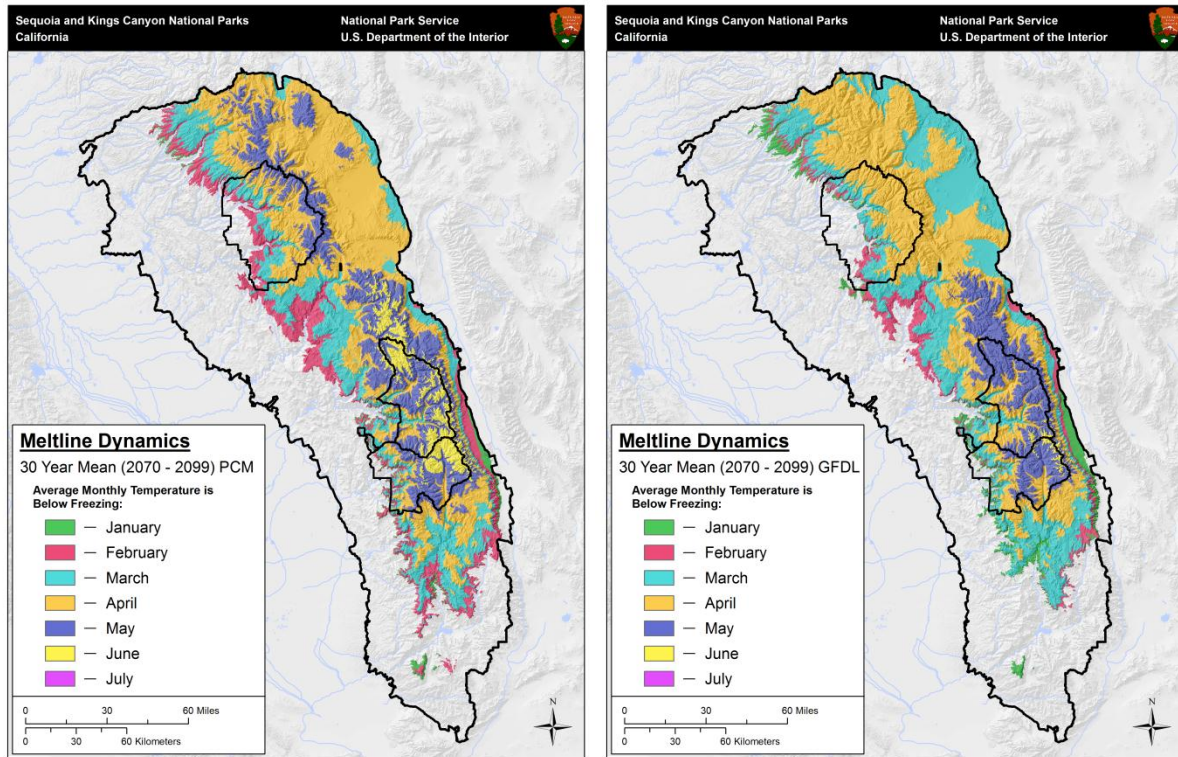 Sequoia and Kings Canyon National Parks
California
National Park Service
U.S. Department of the Interior
Meltline Dynamics
30 Year Mean (2070 - 2099) PCM
Average Monthly Temperature is
Below Freezing:
— January
— February
— March
— April
— May
— June
— July
0 30 60 Miles
0 30 60 Kilometers
N
Sequoia and Kings Canyon National Parks
California
National Park Service
U.S. Department of the Interior
Meltline Dynamics
30 Year Mean (2070 - 2099) GFDL
Average Monthly Temperature is
Below Freezing:
— January
— February
— March
— April
— May
— June
— July
0 30 60 Miles
0 30 60 Kilometers
N